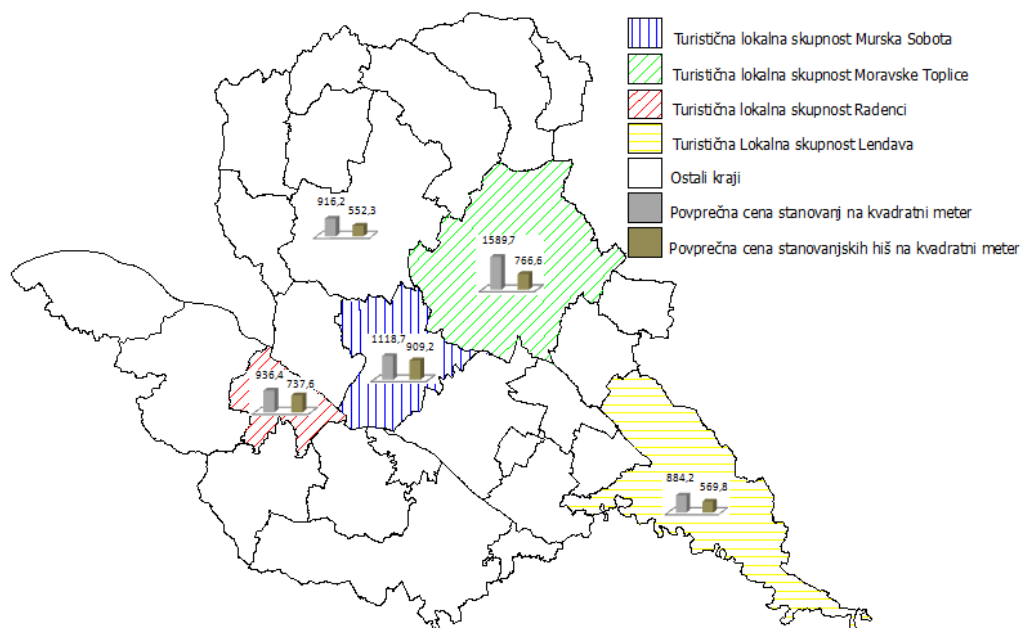 Turistična lokalna skupnost Murska Sobota
Turistična lokalna skupnost Moravske Toplice
Turistična lokalna skupnost Radenci
Turistična Lokalna skupnost Lendava
Ostali kraji
Povprečna cena stanovanj na kvadratni meter
Povprečna cena stanovanjskih hiš na kvadratni meter
916,2
552,3
1589,7
766,6
1118,7
909,2
936,4
737,6
884,2
569,8